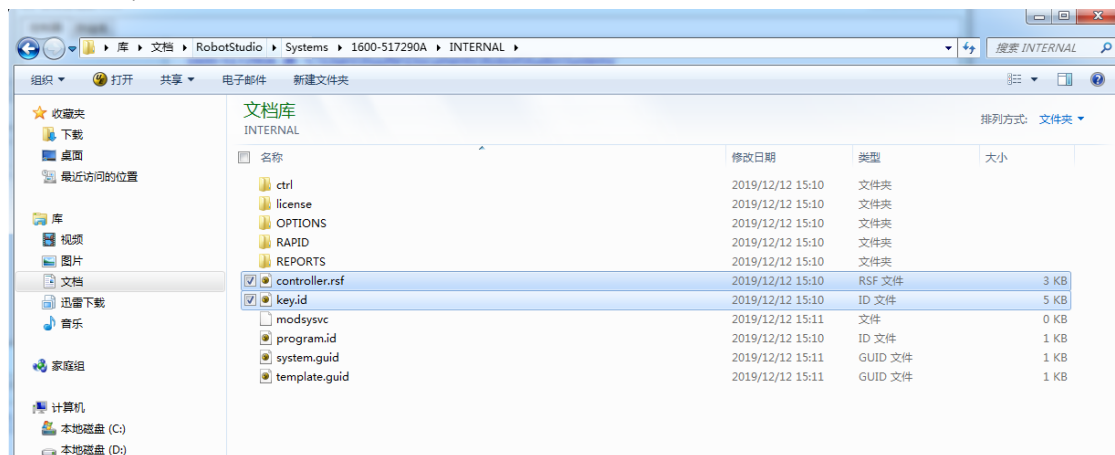 库 ▸ 文档 ▸ RobotStudio ▸ Systems ▸ 1600-517290A ▸ INTERNAL ▸
搜索 INTERNAL
组织 打开 共享 电子邮件 新建文件夹
收藏夹
下载
桌面
最近访问的位置
库
视频
图片
文档
迅雷下载
音乐
家庭组
计算机
本地磁盘 (C:)
本地磁盘 (D:)
文档库
INTERNAL
排列方式: 文件夹
名称 修改日期 类型 大小
ctrl 2019/12/12 15:10 文件夹
license 2019/12/12 15:10 文件夹
OPTIONS 2019/12/12 15:10 文件夹
RAPID 2019/12/12 15:10 文件夹
REPORTS 2019/12/12 15:10 文件夹
controller.rsf 2019/12/12 15:10 RSF 文件 3 KB
key.id 2019/12/12 15:10 ID 文件 5 KB
modsysvc 2019/12/12 15:11 文件 0 KB
program.id 2019/12/12 15:10 ID 文件 1 KB
system.guid 2019/12/12 15:11 GUID 文件 1 KB
template.guid 2019/12/12 15:11 GUID 文件 1 KB